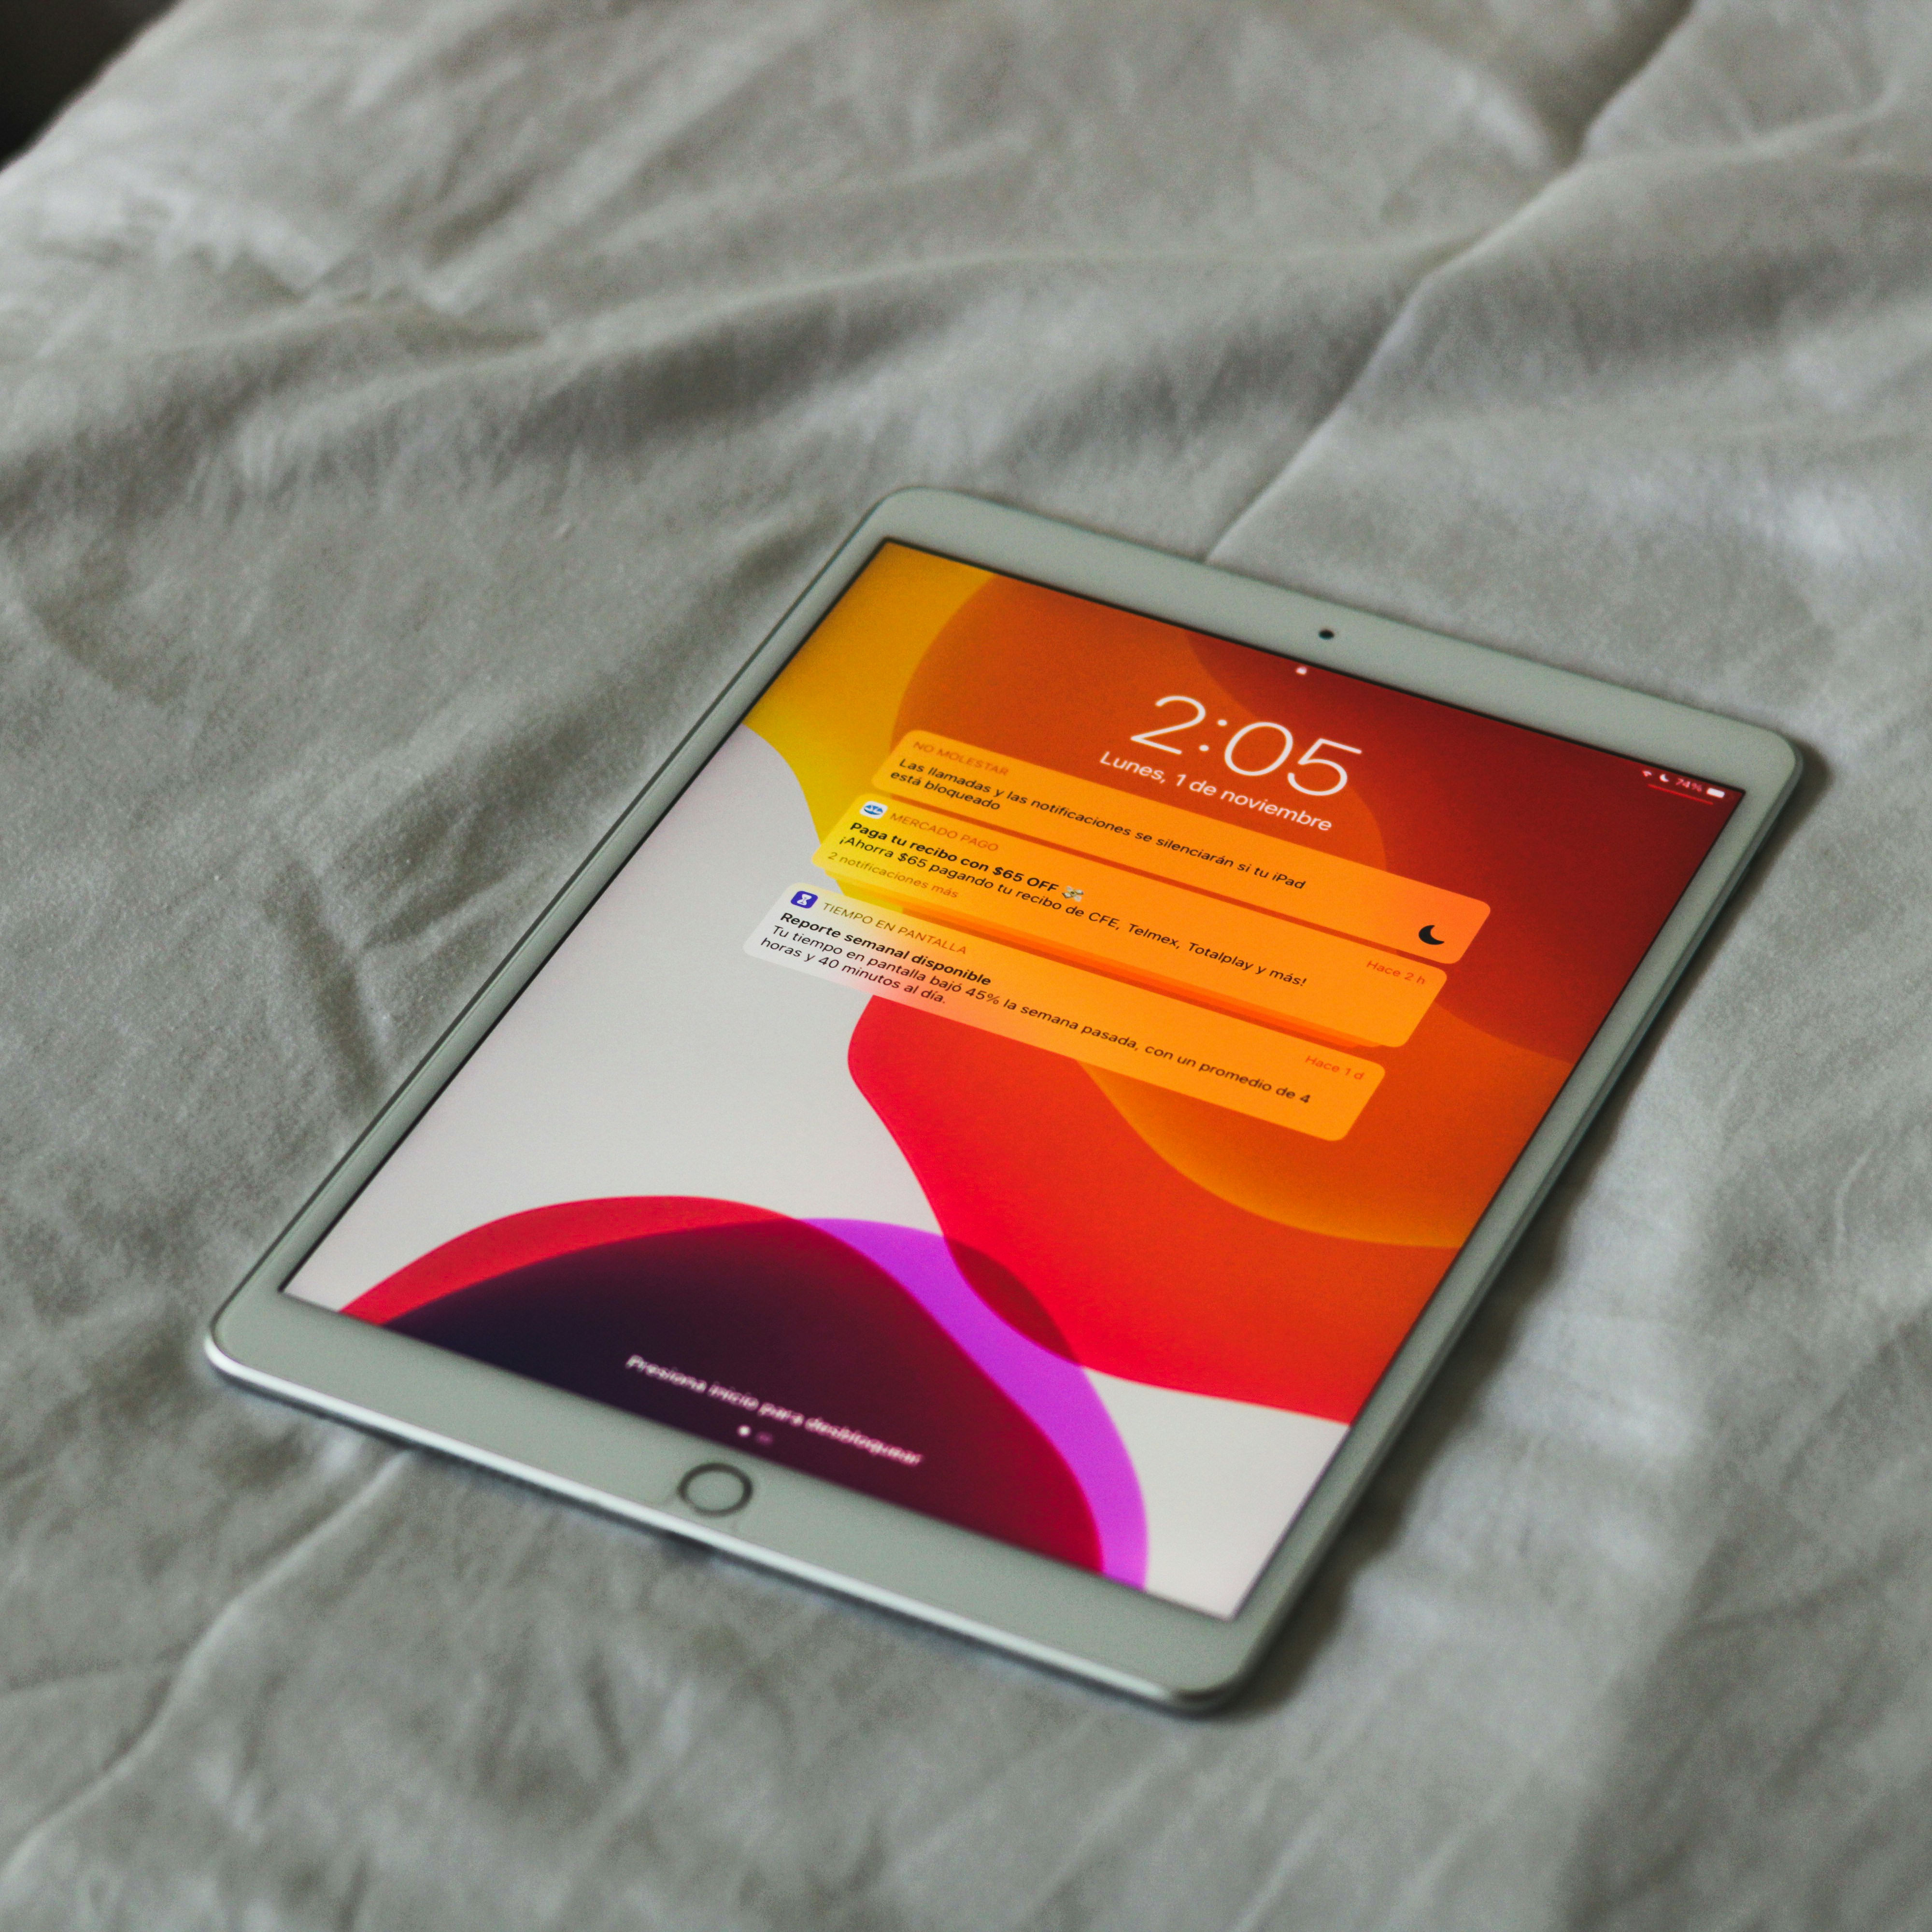 74%
2:05
Lunes, 1 de noviembre
NO MOLESTAR
Las llamadas y las notificaciones se silenciarán si tu iPad
está bloqueado
MERCADO PAGO
Hace 2 h
Paga tu recibo con $65 OFF 💸
¡Ahorra $65 pagando tu recibo de CFE, Telmex, Totalplay y más!
2 notificaciones más
TIEMPO EN PANTALLA
Hace 1 d
Reporte semanal disponible
Tu tiempo en pantalla bajó 45% la semana pasada, con un promedio de 4
horas y 40 minutos al día.
Presiona inicio para desbloquear